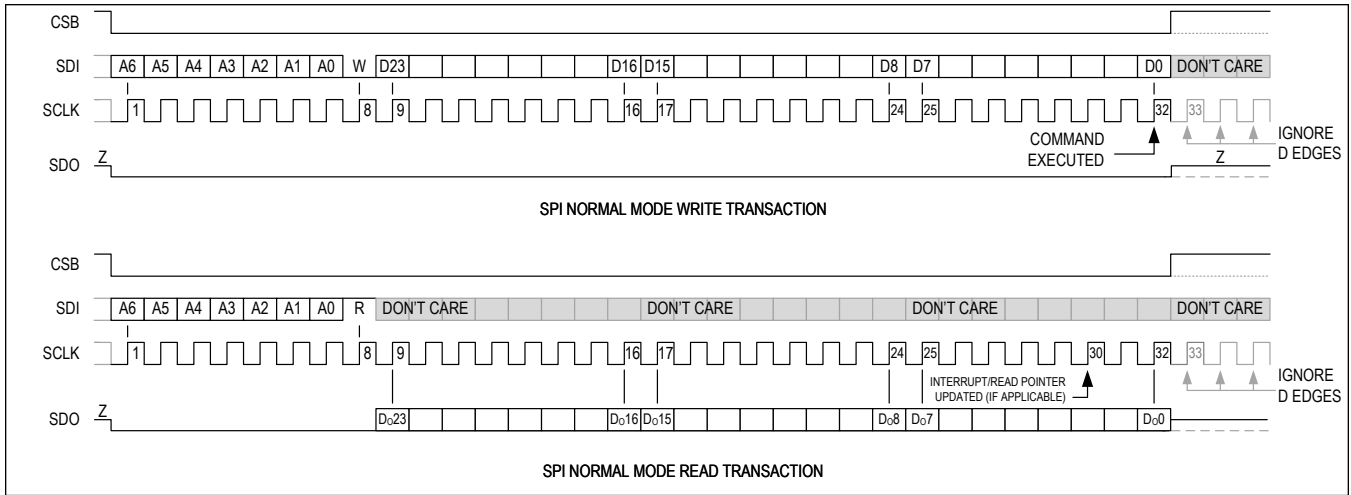 CSB
SDI A6 A5 A4 A3 A2 A1 A0 W D23 D16 D15 D8 D7 D0 DON'T CARE
SCLK 1 8 9 16 17 24 25 32 33
COMMAND
EXECUTED
IGNORE
D EDGES
SDO Z Z
SPI NORMAL MODE WRITE TRANSACTION
CSB
SDI A6 A5 A4 A3 A2 A1 A0 R DON'T CARE DON'T CARE DON'T CARE DON'T CARE
SCLK 1 8 9 16 17 24 25 30 32 33
INTERRUPT/READ POINTER
UPDATED (IF APPLICABLE)
IGNORE
D EDGES
SDO Z Do23 Do16 Do15 Do8 Do7 Do0
SPI NORMAL MODE READ TRANSACTION